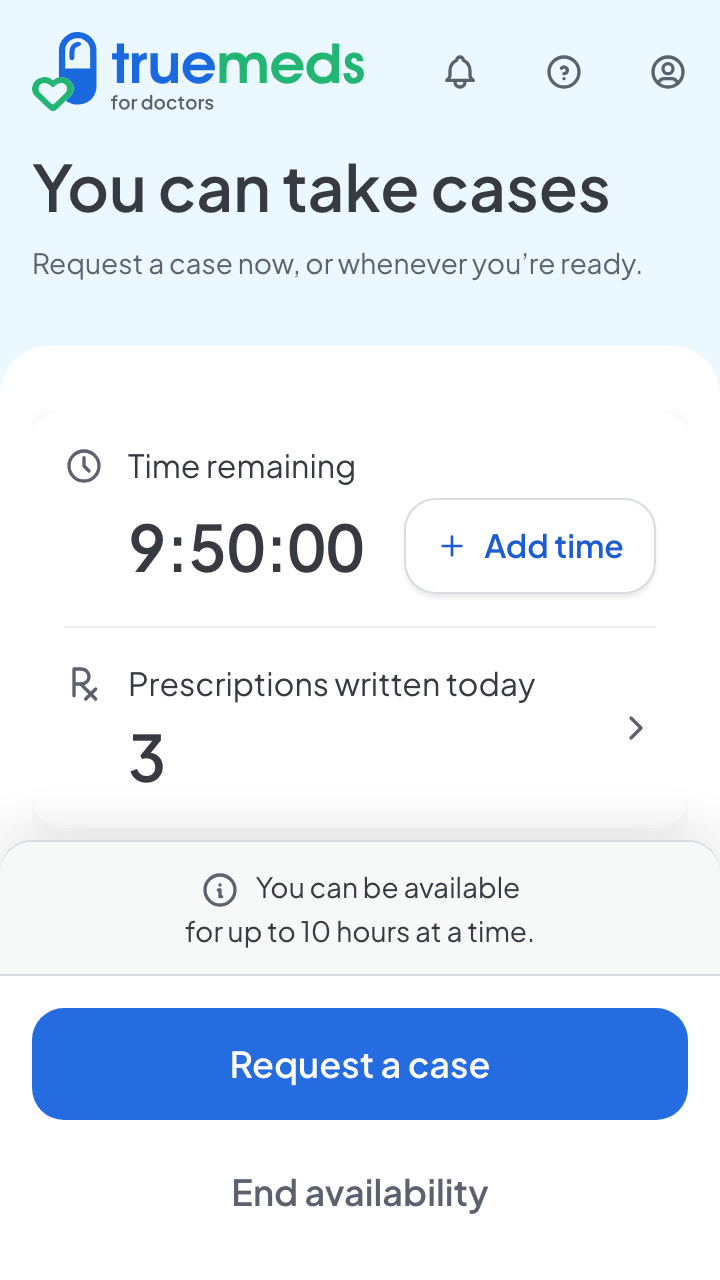 truemeds
for doctors
You can take cases
Request a case now, or whenever you’re ready.
Time remaining
9:50:00
+ Add time
Rx Prescriptions written today
3
You can be available
for up to 10 hours at a time.
Request a case
End availability